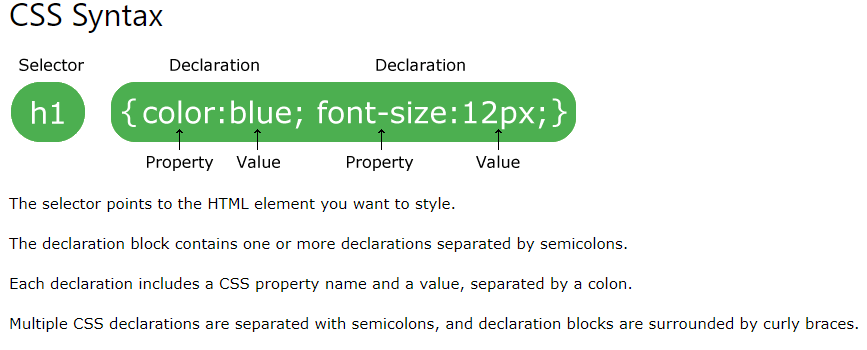 CSS Syntax
Selector Declaration Declaration
h1 {color:blue; font-size:12px;}
Property Value Property Value
The selector points to the HTML element you want to style.
The declaration block contains one or more declarations separated by semicolons.
Each declaration includes a CSS property name and a value, separated by a colon.
Multiple CSS declarations are separated with semicolons, and declaration blocks are surrounded by curly braces.